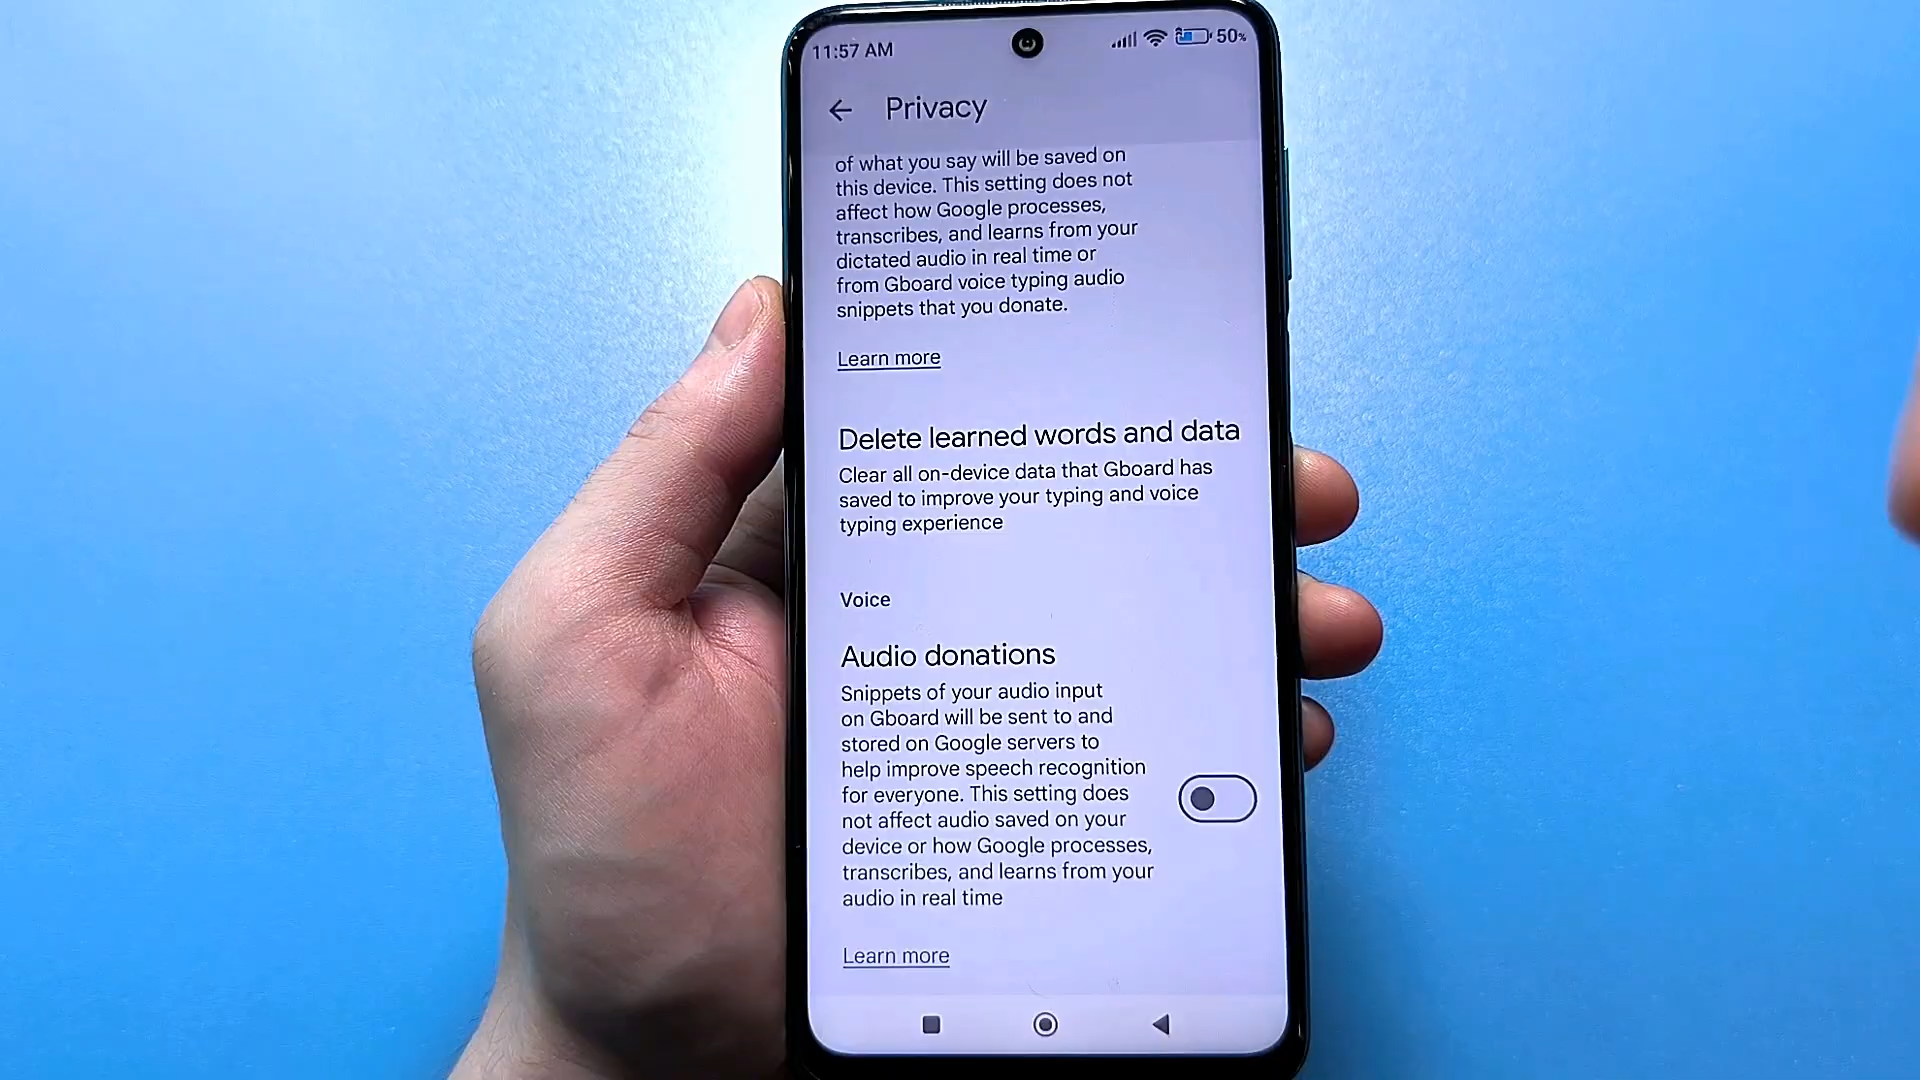 11:57 AM
50%
Privacy
of what you say will be saved on
this device. This setting does not
affect how Google processes,
transcribes, and learns from your
dictated audio in real time or
from Gboard voice typing audio
snippets that you donate.
Learn more
Delete learned words and data
Clear all on-device data that Gboard has
saved to improve your typing and voice
typing experience
Voice
Audio donations
Snippets of your audio input
on Gboard will be sent to and
stored on Google servers to
help improve speech recognition
for everyone. This setting does
not affect audio saved on your
device or how Google processes,
transcribes, and learns from your
audio in real time
Learn more